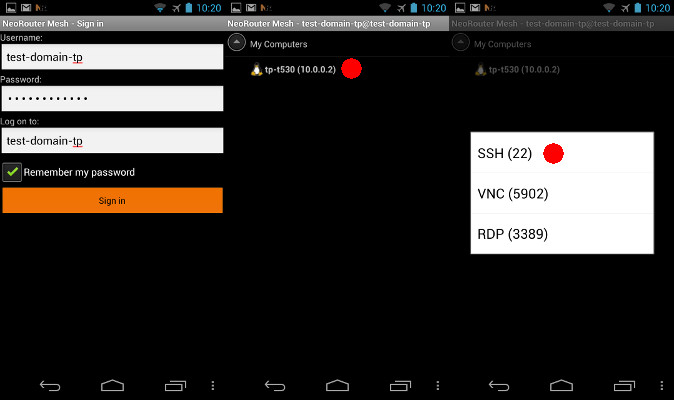 10:20
NeoRouter Mesh - Sign in
Username:
test-domain-tp
Password:
Log on to:
test-domain-tp
Remember my password
Sign in
10:20
NeoRouter Mesh - test-domain-tp@test-domain-tp
My Computers
tp-t530 (10.0.0.2)
10:20
NeoRouter Mesh - test-domain-tp@test-domain-tp
My Computers
tp-t530 (10.0.0.2)
SSH (22)
VNC (5902)
RDP (3389)